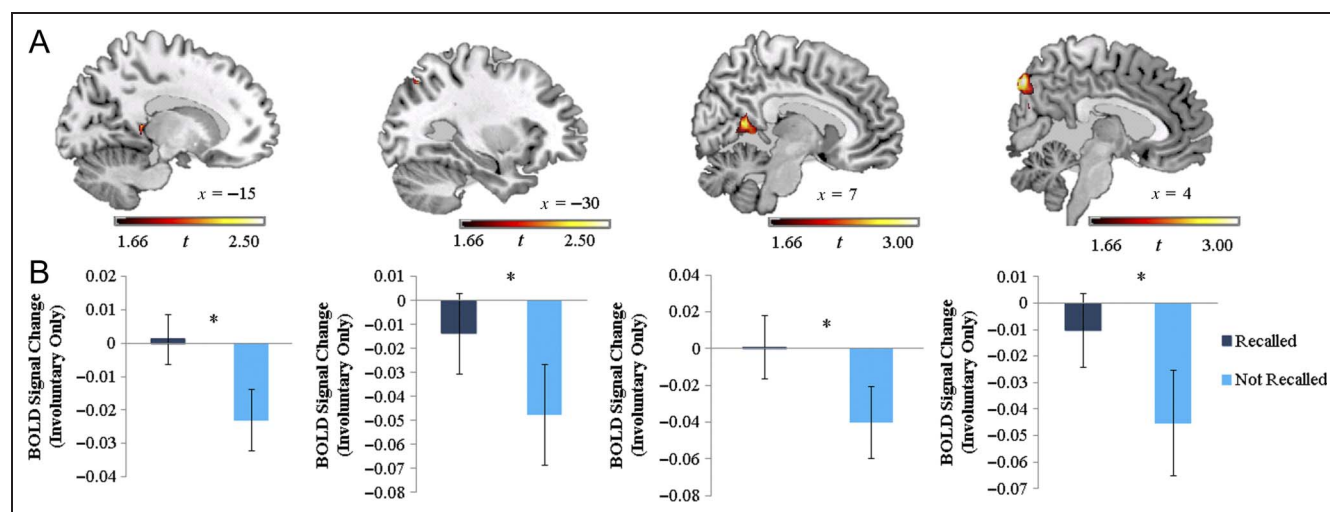 A
x = −15
1.66 t 2.50
x = −30
1.66 t 2.50
x = 7
1.66 t 3.00
x = 4
1.66 t 3.00
B
BOLD Signal Change
(Involuntary Only)
0.02
0.01
0
−0.01
−0.02
−0.03
−0.04
*
BOLD Signal Change
(Involuntary Only)
0.01
0
−0.01
−0.02
−0.03
−0.04
−0.05
−0.06
−0.07
−0.08
*
BOLD Signal Change
(Involuntary Only)
0.04
0.02
0
−0.02
−0.04
−0.06
−0.08
*
BOLD Signal Change
(Involuntary Only)
0.01
0
−0.01
−0.02
−0.03
−0.04
−0.05
−0.06
−0.07
*
Recalled
Not Recalled